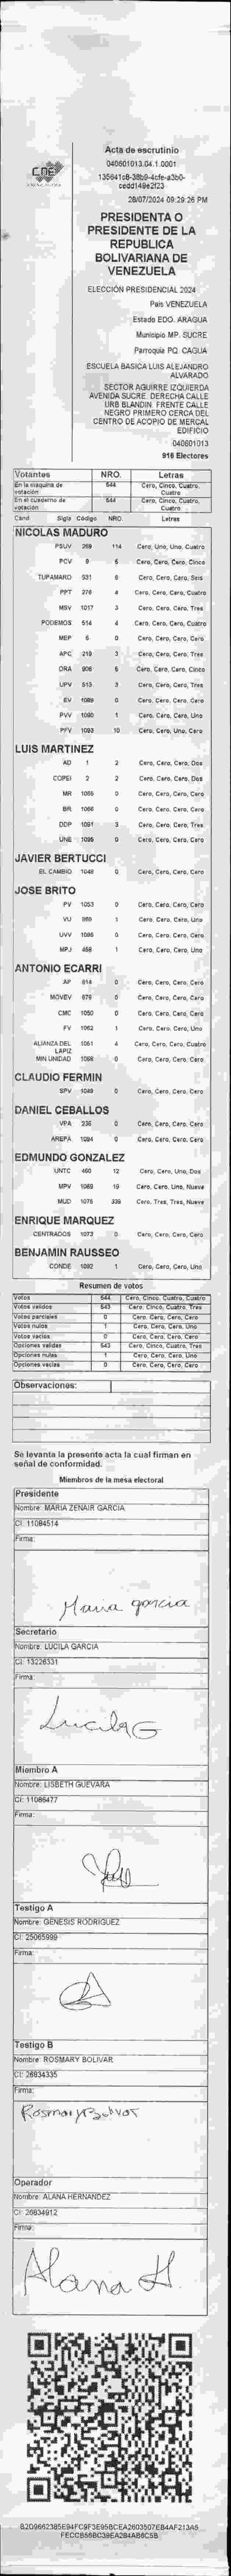 CNE
Acta de escrutinio
040601013.04.1.0001
28/07/2024 09:29:26 PM
PRESIDENTA O
PRESIDENTE DE LA
REPUBLICA
BOLIVARIANA DE
VENEZUELA
ELECCIÓN PRESIDENCIAL 2024
País VENEZUELA
Estado EDO. ARAGUA
Municipio MP. SUCRE
Parroquia PQ. CAGUA
ESCUELA BASICA LUIS ALEJANDRO
ALVARADO
SECTOR AGUIRRE IZQUIERDA
AVENIDA SUCRE. DERECHA CALLE
URB BLANDIN. FRENTE CALLE
NEGRO PRIMERO CERCA DEL
CENTRO DE ACOPIO DE MERCAL
EDIFICIO
040601013
916 Electores
Votantes NRO. Letras
En la maquina de votación 544 Cero, Cinco, Cuatro, Cuatro
En el cuaderno de votación 544 Cero, Cinco, Cuatro, Cuatro
Cand Sigla Código NRO. Letras
NICOLAS MADURO
PSUV 269 114 Cero, Uno, Uno, Cuatro
PCV 9 5 Cero, Cero, Cero, Cinco
TUPAMARO 931 6 Cero, Cero, Cero, Seis
PPT 276 4 Cero, Cero, Cero, Cuatro
MSV 1017 3 Cero, Cero, Cero, Tres
PODEMOS 514 4 Cero, Cero, Cero, Cuatro
MEP 6 0 Cero, Cero, Cero, Cero
APC 219 3 Cero, Cero, Cero, Tres
ORA 906 5 Cero, Cero, Cero, Cinco
UPV 513 3 Cero, Cero, Cero, Tres
EV 1089 0 Cero, Cero, Cero, Cero
PVV 1090 1 Cero, Cero, Cero, Uno
PFV 1093 10 Cero, Cero, Uno, Cero
LUIS MARTINEZ
AD 1 2 Cero, Cero, Cero, Dos
COPEI 2 2 Cero, Cero, Cero, Dos
MR 1055 0 Cero, Cero, Cero, Cero
BR 1066 0 Cero, Cero, Cero, Cero
DDP 1091 3 Cero, Cero, Cero, Tres
UNE 1095 0 Cero, Cero, Cero, Cero
JAVIER BERTUCCI
EL CAMBIO 1048 0 Cero, Cero, Cero, Cero
JOSE BRITO
PV 1053 0 Cero, Cero, Cero, Cero
VU 960 1 Cero, Cero, Cero, Uno
UVV 1096 0 Cero, Cero, Cero, Cero
MPJ 458 1 Cero, Cero, Cero, Uno
ANTONIO ECARRI
AP 814 0 Cero, Cero, Cero, Cero
MOVEV 876 0 Cero, Cero, Cero, Cero
CMC 1050 0 Cero, Cero, Cero, Cero
FV 1062 1 Cero, Cero, Cero, Uno
ALIANZA DEL LAPIZ 1061 4 Cero, Cero, Cero, Cuatro
MIN UNIDAD 1088 0 Cero, Cero, Cero, Cero
CLAUDIO FERMIN
SPV 1049 0 Cero, Cero, Cero, Cero
DANIEL CEBALLOS
VPA 236 0 Cero, Cero, Cero, Cero
AREPA 1094 0 Cero, Cero, Cero, Cero
EDMUNDO GONZALEZ
UNTC 460 12 Cero, Cero, Uno, Dos
MPV 1069 19 Cero, Cero, Uno, Nueve
MUD 1075 339 Cero, Tres, Tres, Nueve
ENRIQUE MARQUEZ
CENTRADOS 1073 0 Cero, Cero, Cero, Cero
BENJAMIN RAUSSEO
CONDE 1092 1 Cero, Cero, Cero, Uno
Resumen de votos
Votos 544 Cero, Cinco, Cuatro, Cuatro
Votos validos 543 Cero, Cinco, Cuatro, Tres
Votos parciales 0 Cero, Cero, Cero, Cero
Votos nulos 1 Cero, Cero, Cero, Uno
Votos vacios 0 Cero, Cero, Cero, Cero
Opciones validas 543 Cero, Cinco, Cuatro, Tres
Opciones nulas 1 Cero, Cero, Cero, Uno
Opciones vacias 0 Cero, Cero, Cero, Cero
Observaciones:
Se levanta la presente acta la cual firman en
señal de conformidad.
Miembros de la mesa electoral
Presidente
Nombre: MARIA ZENAIR GARCIA
CI: 11084514
Firma:
Maria garcia
Secretario
Nombre: LUCILA GARCIA
CI: 13226331
Firma:
Lucila G
Miembro A
Nombre: LISBETH GUEVARA
CI: 11086477
Firma:
Testigo A
Nombre: GENESIS RODRIGUEZ
CI: 25065999
Firma:
Testigo B
Nombre: ROSMARY BOLIVAR
CI: 26834335
Firma:
Rosmary Bolivar
Operador
Nombre: ALANA HERNANDEZ
CI: 26834912
Firma:
Alana H.